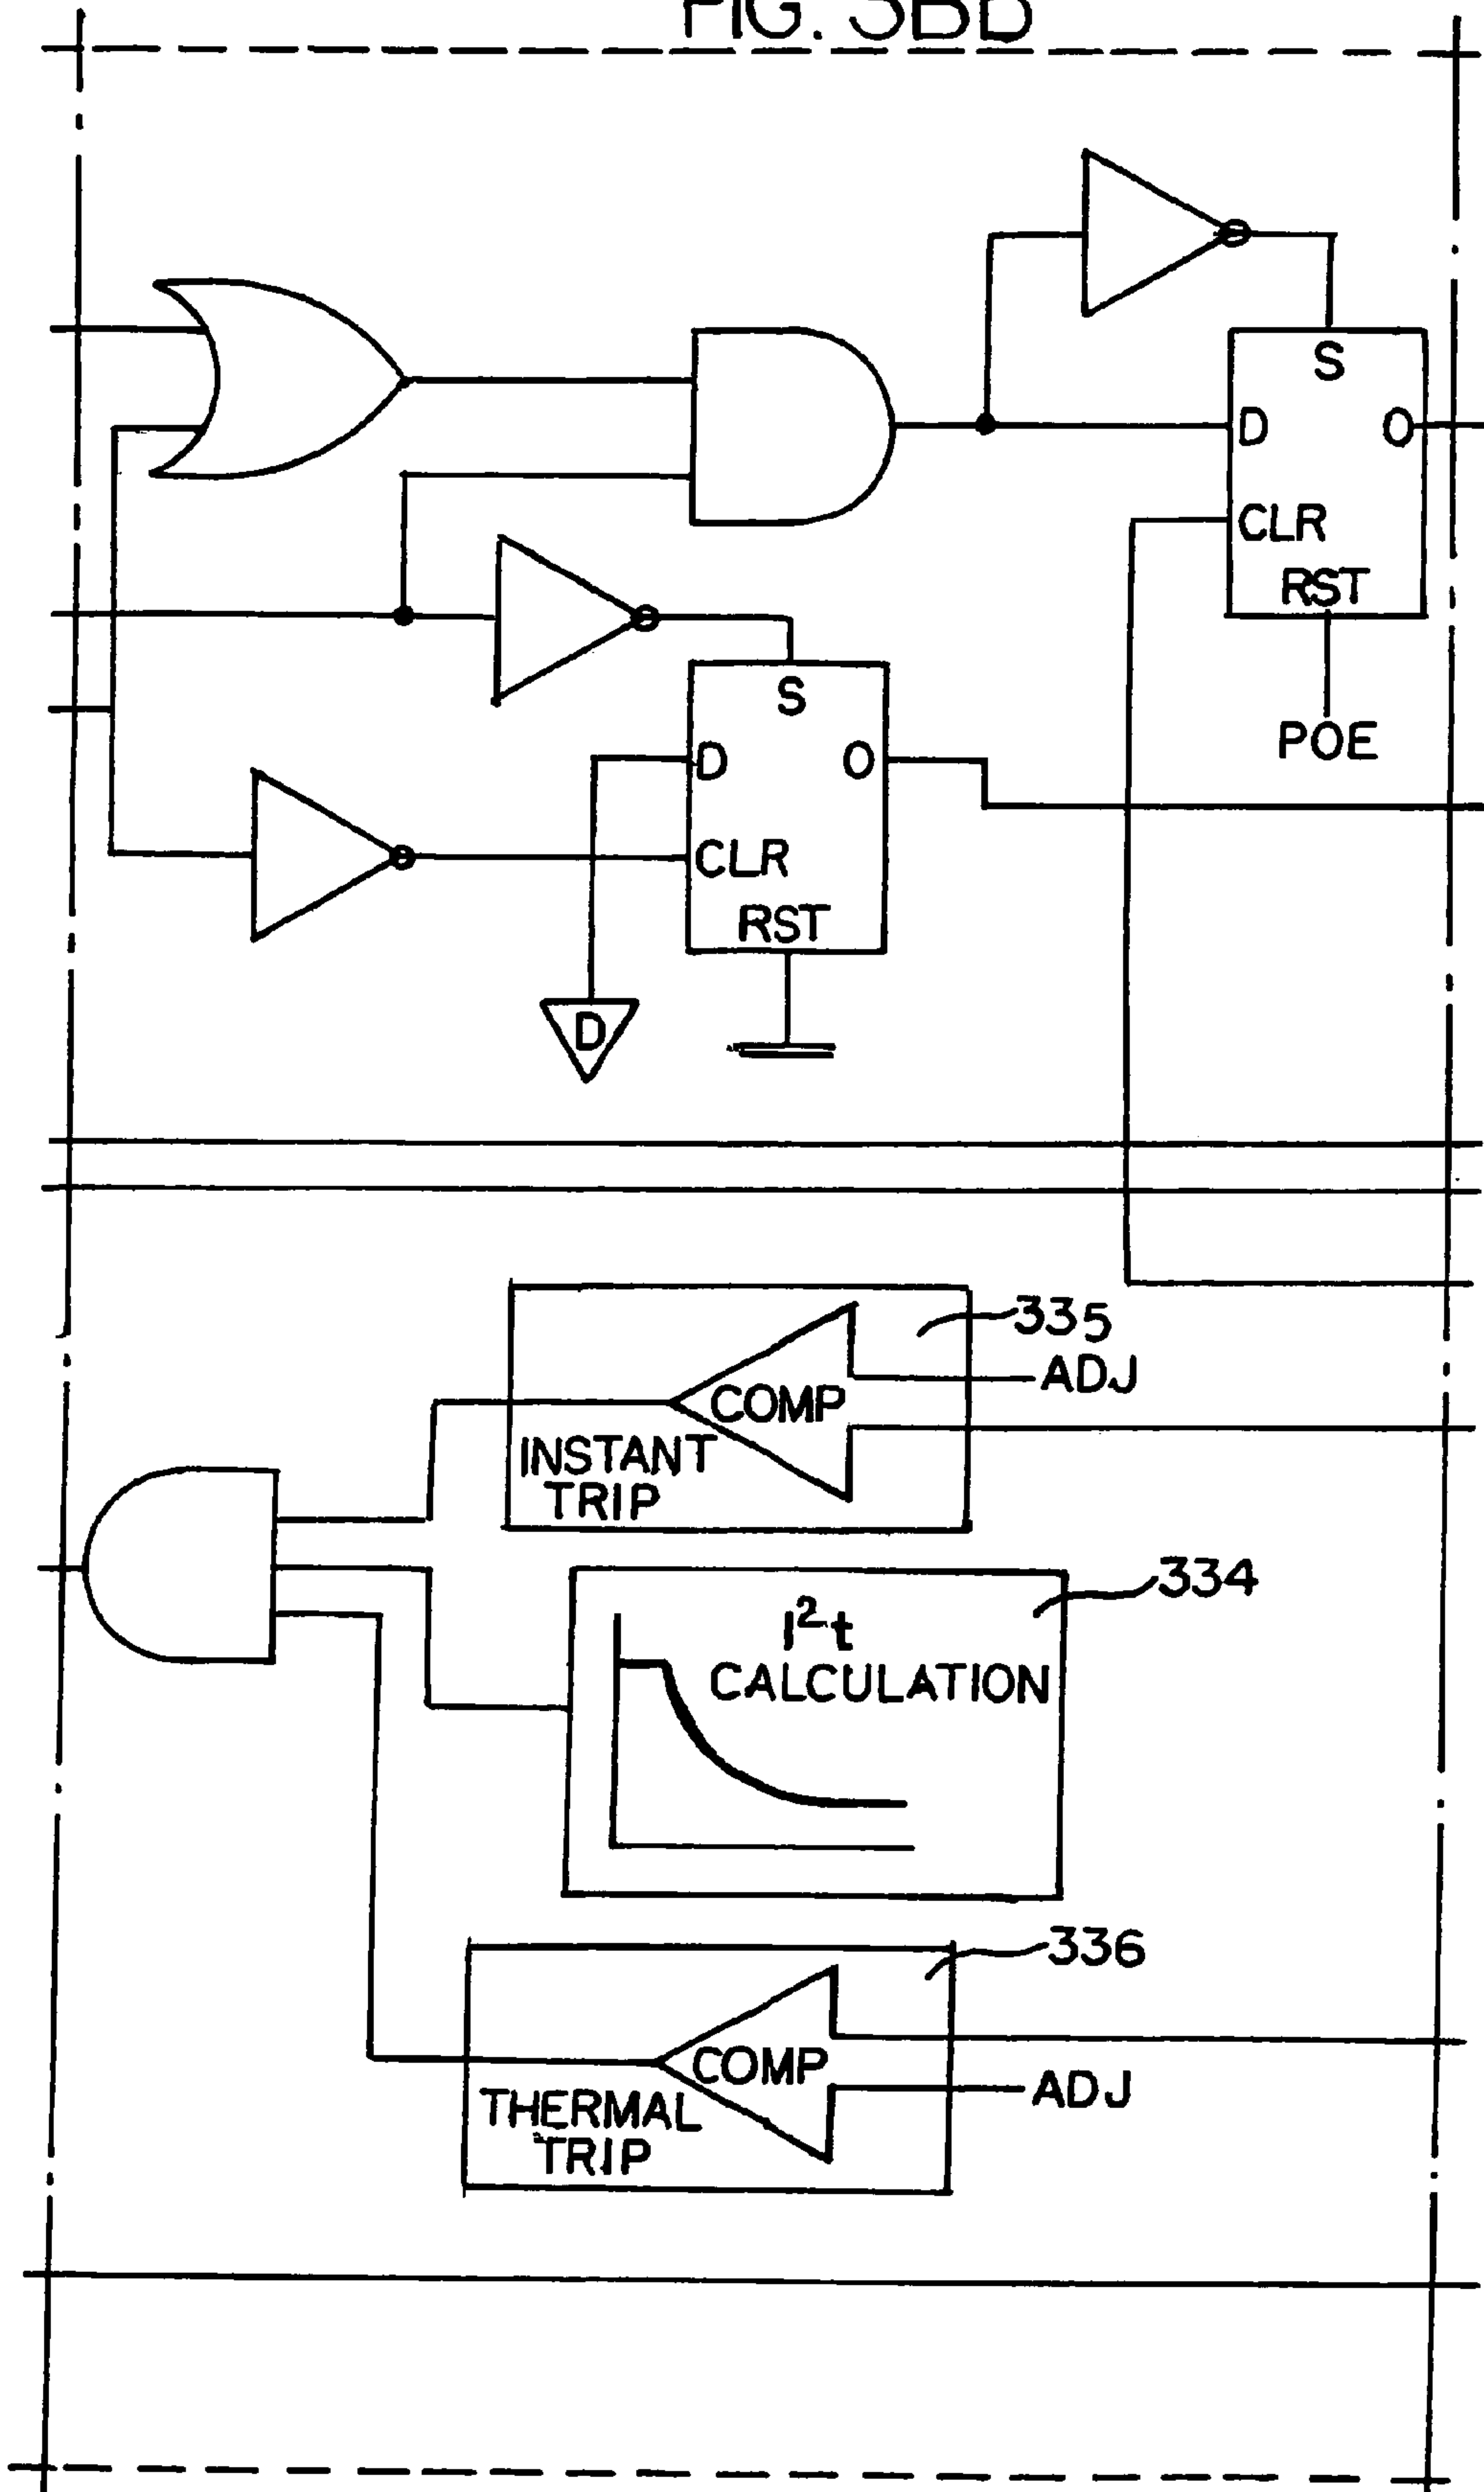 FIG. 3BB
S
D O
CLR
RST
POE
S
D O
CLR
RST
D
335
ADJ
COMP
INSTANT
TRIP
334
I²t
CALCULATION
336
COMP
ADJ
THERMAL
TRIP